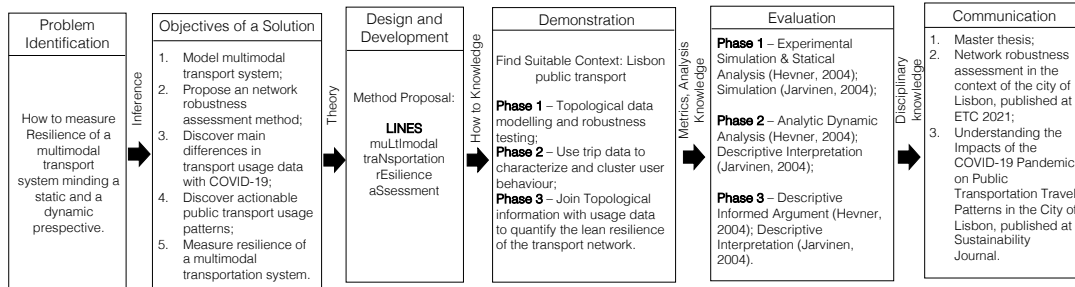 Problem
Identification
How to measure
Resilience of a
multimodal
transport
system minding a
static and a
dynamic
prespective.
Inference
Objectives of a Solution
1. Model multimodal
transport system;
2. Propose an network
robustness
assessment method;
3. Discover main
differences in
transport usage data
with COVID-19;
4. Discover actionable
public transport usage
patterns;
5. Measure resilience of
a multimodal
transportation system.
Theory
Design and
Development
Method Proposal:
LINES
muLtImodal
traNsportation
rEsilience
aSsessment
How to Knowledge
Demonstration
Find Suitable Context: Lisbon
public transport
Phase 1 – Topological data
modelling and robustness
testing;
Phase 2 – Use trip data to
characterize and cluster user
behaviour;
Phase 3 – Join Topological
information with usage data
to quantify the lean resilience
of the transport network.
Metrics, Analysis
Knowledge
Evaluation
Phase 1 – Experimental
Simulation & Statical
Analysis (Hevner, 2004);
Simulation (Jarvinen, 2004);
Phase 2 – Analytic Dynamic
Analysis (Hevner, 2004);
Descriptive Interpretation
(Jarvinen, 2004);
Phase 3 – Descriptive
Informed Argument (Hevner,
2004); Descriptive
Interpretation (Jarvinen,
2004).
Disciplinary
knowledge
Communication
1. Master thesis;
2. Network robustness
assessment in the
context of the city of
Lisbon, published at
ETC 2021;
3. Understanding the
Impacts of the
COVID-19 Pandemic
on Public
Transportation Travel
Patterns in the City of
Lisbon, published at
Sustainability
Journal.